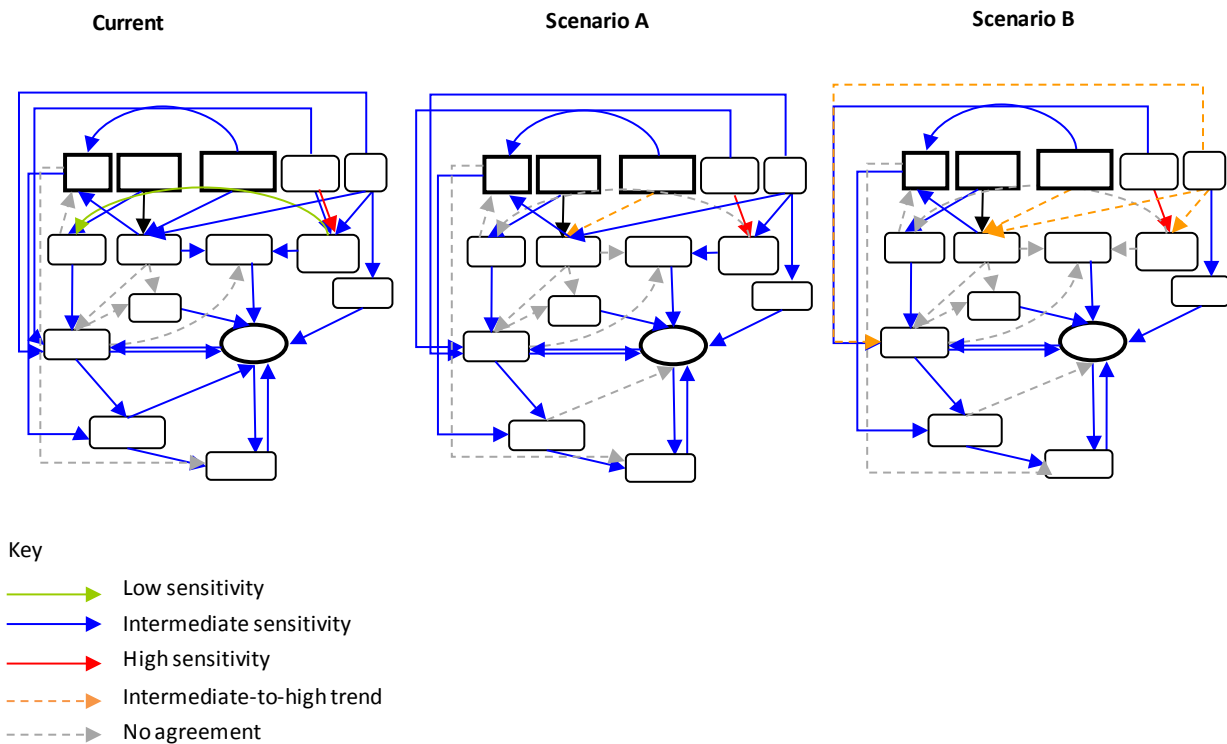 Current
Scenario A
Scenario B
Key
Low sensitivity
Intermediate sensitivity
High sensitivity
Intermediate-to-high trend
No agreement